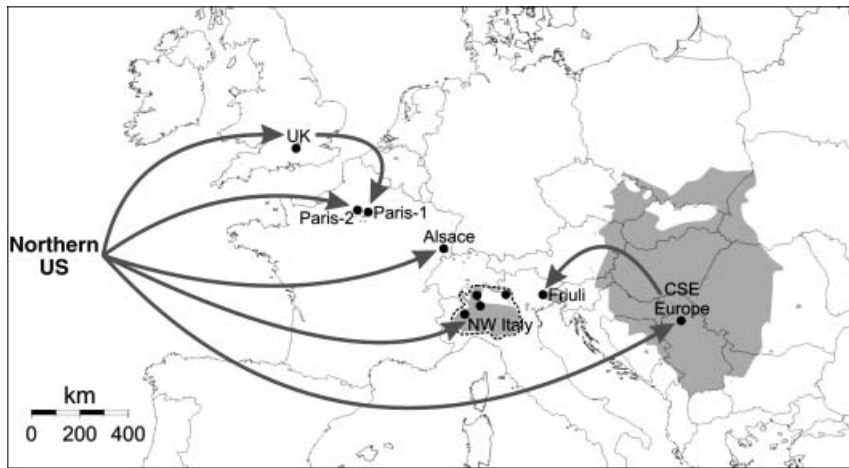 UK
Paris-2
Paris-1
Northern
US
Alsace
CSE
Europe
Friuli
NW Italy
km
0 200 400